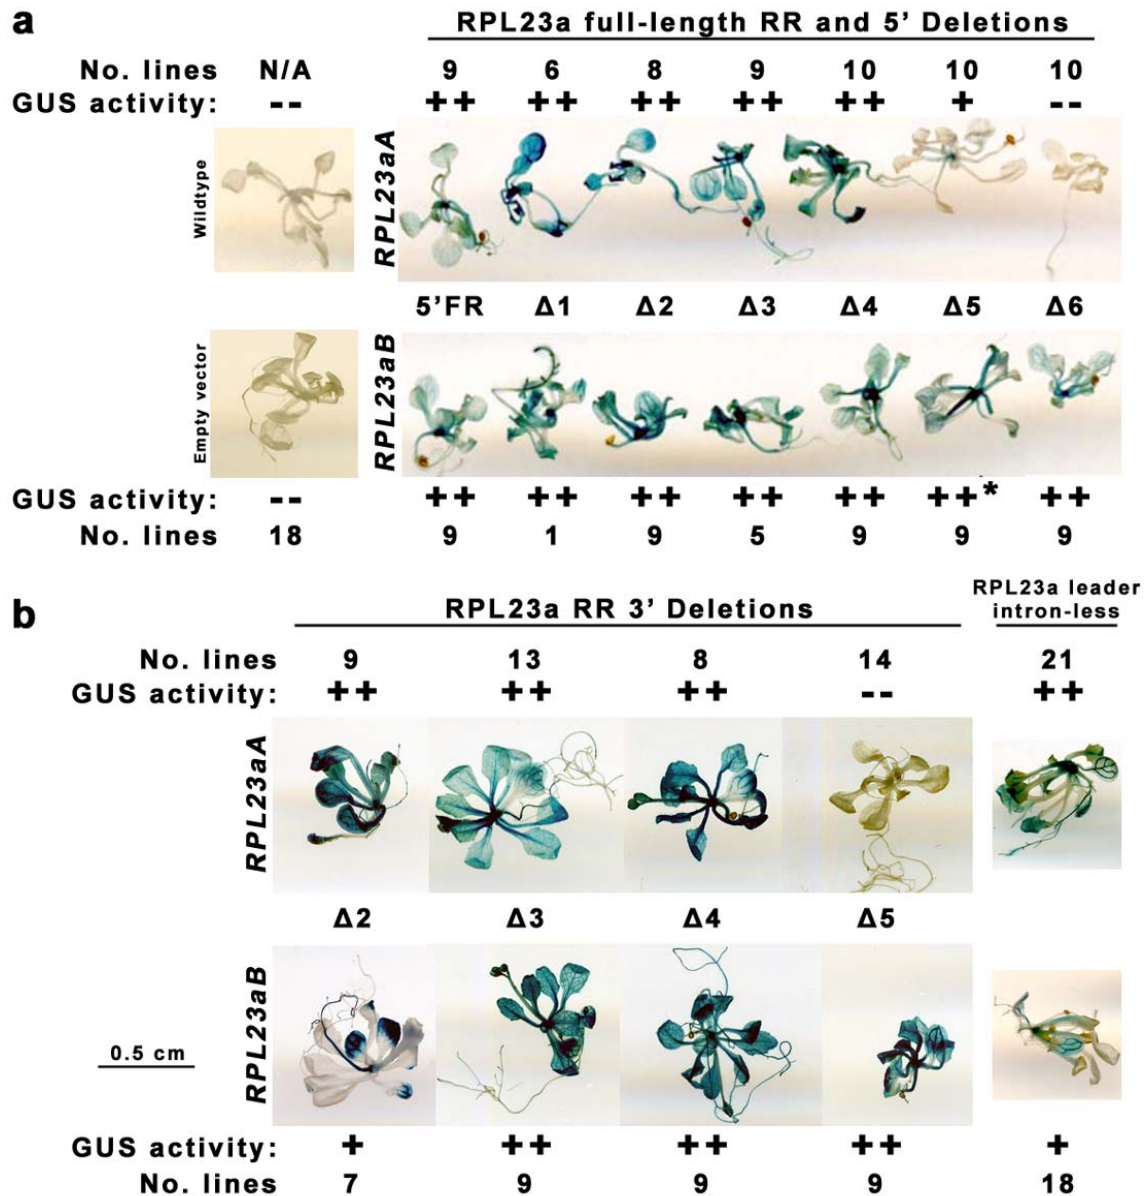 a
RPL23a full-length RR and 5' Deletions
No. lines N/A 9 6 8 9 10 10 10
GUS activity: -- ++ ++ ++ ++ ++ + --
Wildtype
RPL23aA
5'FR Δ1 Δ2 Δ3 Δ4 Δ5 Δ6
Empty vector
RPL23aB
GUS activity: -- ++ ++ ++ ++ ++ ++* ++
No. lines 18 9 1 9 5 9 9 9
b
RPL23a RR 3' Deletions
RPL23a leader
intron-less
No. lines 9 13 8 14 21
GUS activity: ++ ++ ++ -- ++
RPL23aA
Δ2 Δ3 Δ4 Δ5
RPL23aB
0.5 cm
GUS activity: + ++ ++ ++ +
No. lines 7 9 9 9 18